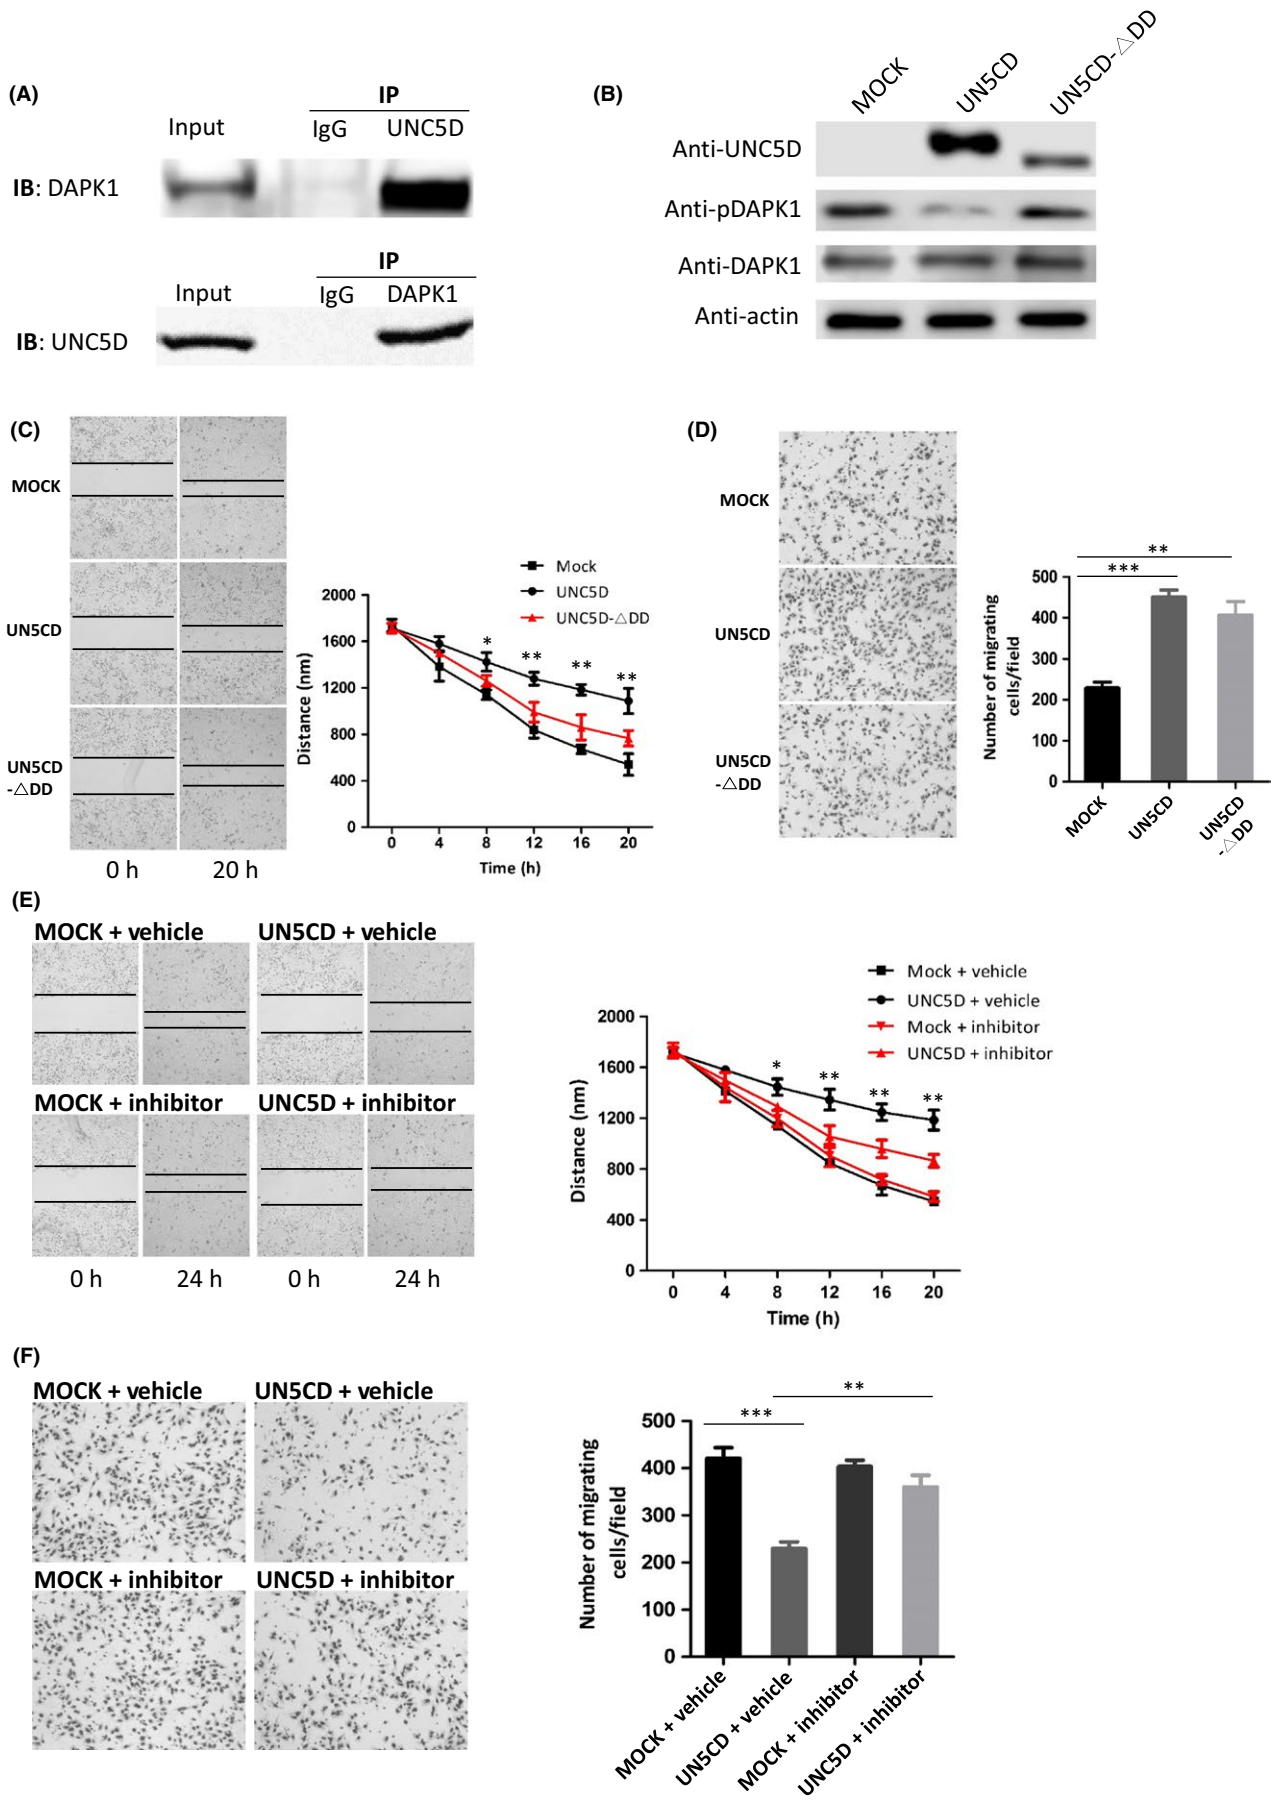 (A)
IP
Input
IgG
UNC5D
IB: DAPK1
IP
Input
IgG
DAPK1
IB: UNC5D
(B)
MOCK
UN5CD
UN5CD-△DD
Anti-UNC5D
Anti-pDAPK1
Anti-DAPK1
Anti-actin
(C)
MOCK
UN5CD
UN5CD
-△DD
0 h
20 h
Mock
UNC5D
UNC5D-△DD
2000
1600
1200
800
400
0
Distance (nm)
*
**
**
**
0 4 8 12 16 20
Time (h)
(D)
MOCK
UN5CD
UN5CD
-△DD
**
***
500
400
300
200
100
0
Number of migrating
cells/field
MOCK
UN5CD
UN5CD
-△DD
(E)
MOCK + vehicle
UN5CD + vehicle
MOCK + inhibitor
UNC5D + inhibitor
0 h
24 h
0 h
24 h
Mock + vehicle
UNC5D + vehicle
Mock + inhibitor
UNC5D + inhibitor
2000
1600
1200
800
400
0
Distance (nm)
*
**
**
**
0 4 8 12 16 20
Time (h)
(F)
MOCK + vehicle
UN5CD + vehicle
MOCK + inhibitor
UNC5D + inhibitor
**
***
500
400
300
200
100
0
Number of migrating
cells/field
MOCK + vehicle
UN5CD + vehicle
MOCK + inhibitor
UNC5D + inhibitor